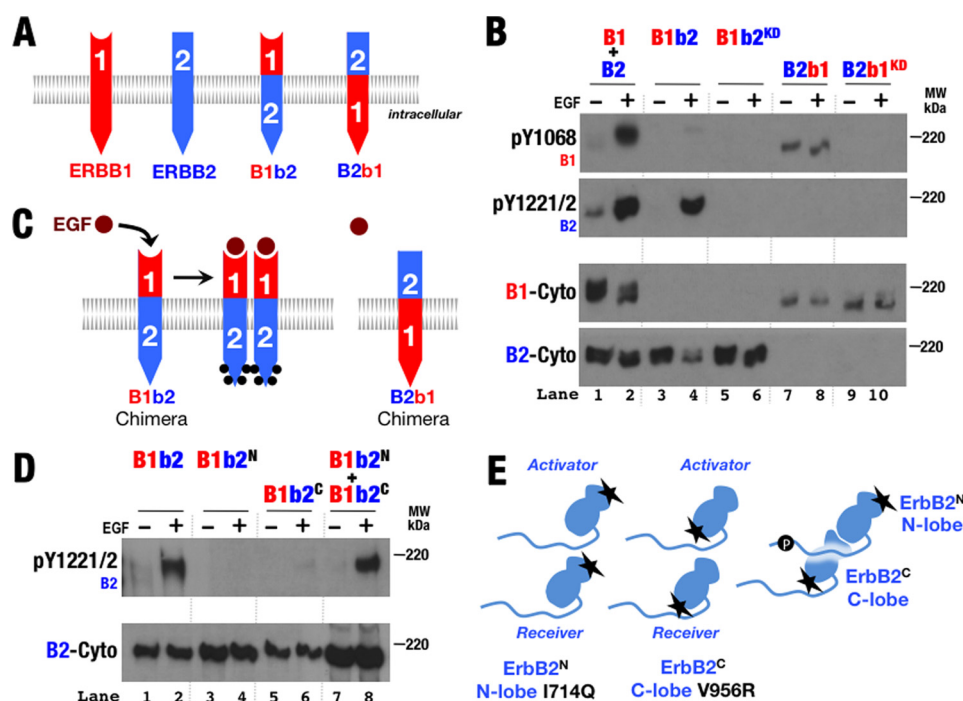 A
1
2
1
2
2
1
intracellular
ERBB1 ERBB2 B1b2 B2b1
B
B1
+
B2
B1b2
B1b2KD
B2b1
B2b1KD
EGF − + − + − + − + − +
MW
kDa
pY1068
B1
−220
pY1221/2
B2
−220
B1-Cyto
−220
B2-Cyto
−220
Lane 1 2 3 4 5 6 7 8 9 10
C
EGF
1
2
1 1
2 2
2
1
B1b2
Chimera
B2b1
Chimera
D
B1b2
B1b2N
B1b2C
B1b2N
+
B1b2C
EGF − + − + − + − +
MW
kDa
pY1221/2
B2
−220
B2-Cyto
−220
Lane 1 2 3 4 5 6 7 8
E
Activator
Activator
Receiver
Receiver
ErbB2N
N-lobe
P
ErbB2C
C-lobe
ErbB2N
N-lobe I714Q
ErbB2C
C-lobe V956R